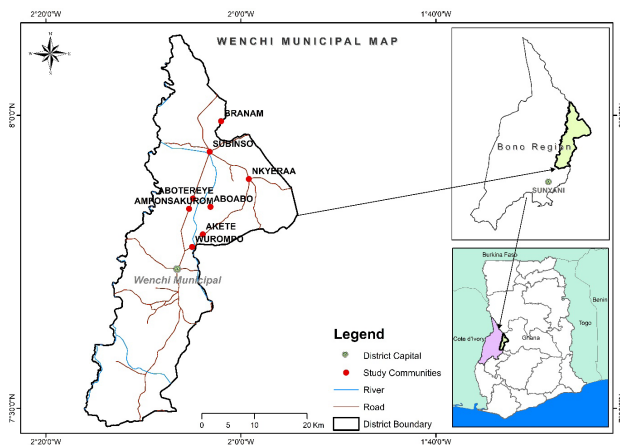 2°20'0"W
2°0'0"W
1°40'0"W
WENCHI MUNICIPAL MAP
N
8°0'0"N
BRANAM
SUBINSO
NKYERAA
ABOTEREYE
AMPONSAKUROM
ABOABO
AKETE
WUROMPO
Wenchi Municipal
7°30'0"N
Bono Region
SUNYANI
Burkina Faso
Benin
Togo
Cote d'Ivory
Ghana
Legend
District Capital
Study Communities
River
Road
District Boundary
0 5 10 20 Km
2°20'0"W
2°0'0"W
1°40'0"W